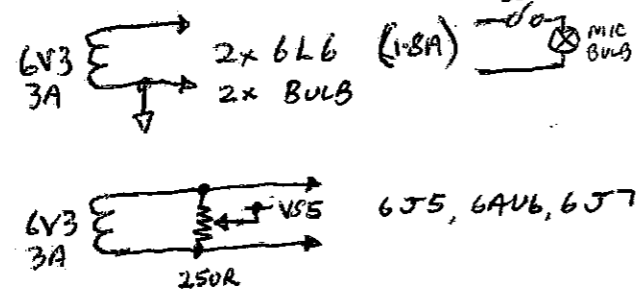 6V3
3A
2x 6L6 (1.8A)
2x BULB
MIC
BULB
6V3
3A
VS5
250R
6J5, 6AU6, 6J7